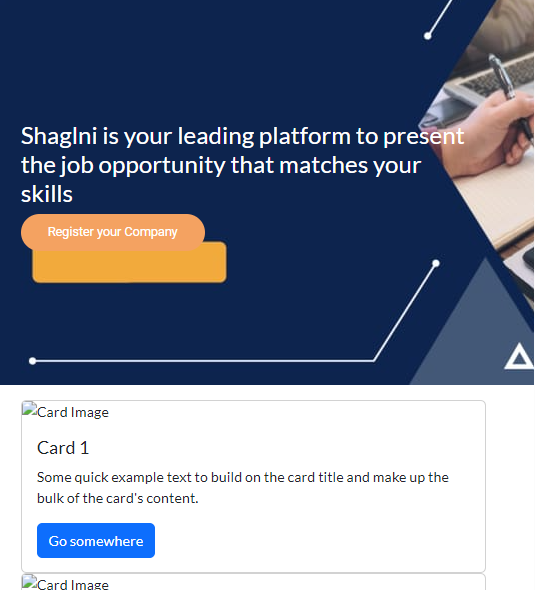 ShagIni is your leading platform to present
the job opportunity that matches your
skills
Register your Company
Card Image
Card 1
Some quick example text to build on the card title and make up the
bulk of the card's content.
Go somewhere
Card Image